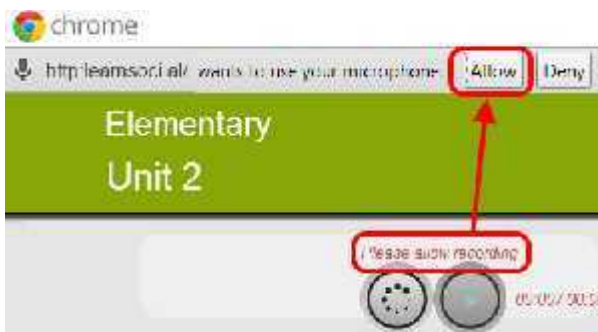 chrome
wants to use your microphone Allow Deny
Elementary
Unit 2
Please allow recording